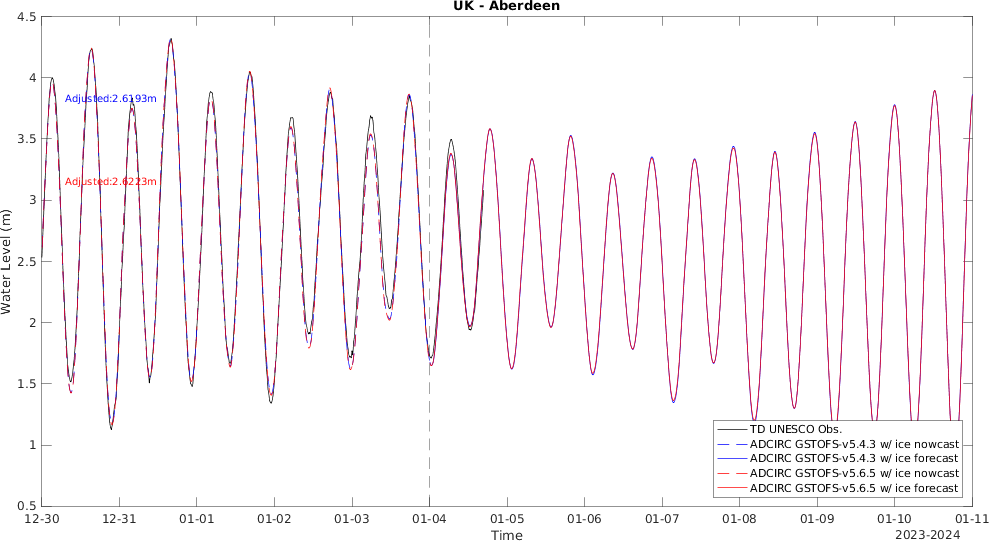 UK - Aberdeen
4.5
4
3.5
3
2.5
2
1.5
1
0.5
Water Level (m)
Adjusted:2.6193m
Adjusted:2.6223m
TD UNESCO Obs.
ADCIRC GSTOFS-v5.4.3 w/ ice nowcast
ADCIRC GSTOFS-v5.4.3 w/ ice forecast
ADCIRC GSTOFS-v5.6.5 w/ ice nowcast
ADCIRC GSTOFS-v5.6.5 w/ ice forecast
12-30 12-31 01-01 01-02 01-03 01-04 01-05 01-06 01-07 01-08 01-09 01-10 01-11
Time
2023-2024